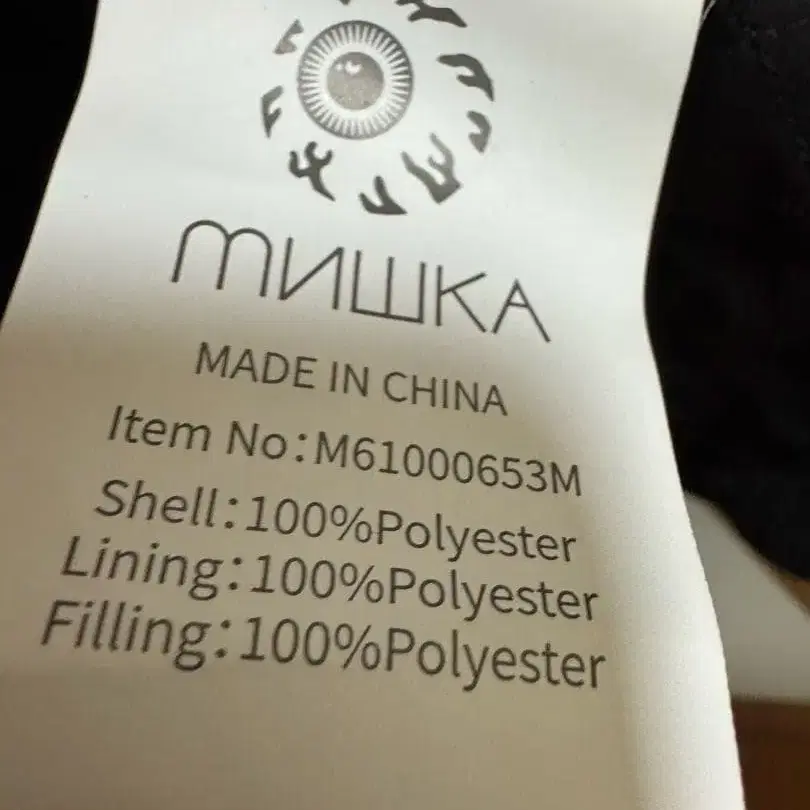 мишка
MADE IN CHINA
Item No:M61000653M
Shell:100%Polyester
Lining:100%Polyester
Filling:100%Polyester